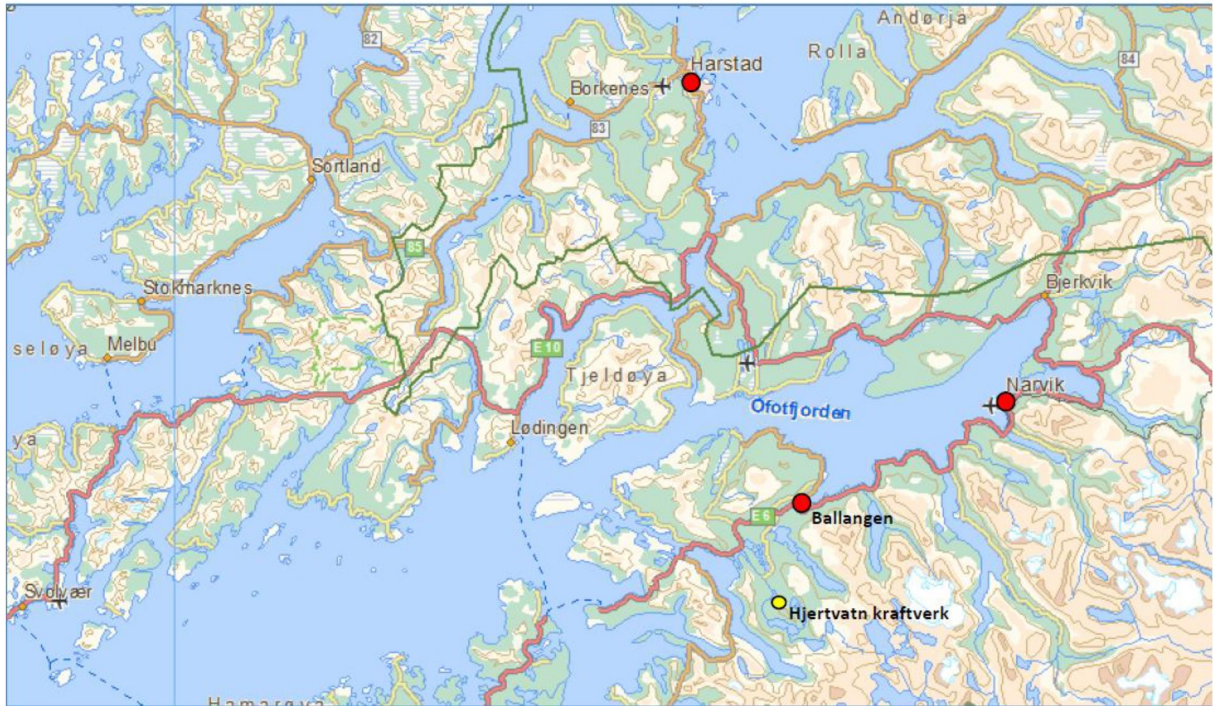 Andørja
82
Rolla
84
Harstad
Borkenes
83
Sortland
85
Stokmarknes
Bjerkvik
seløya
Melbu
E 10
Tjeldøya
Narvik
Ofotfjorden
ya
Lødingen
E 6
Ballangen
Svolvær
Hjertvatn kraftverk
Hamarøya